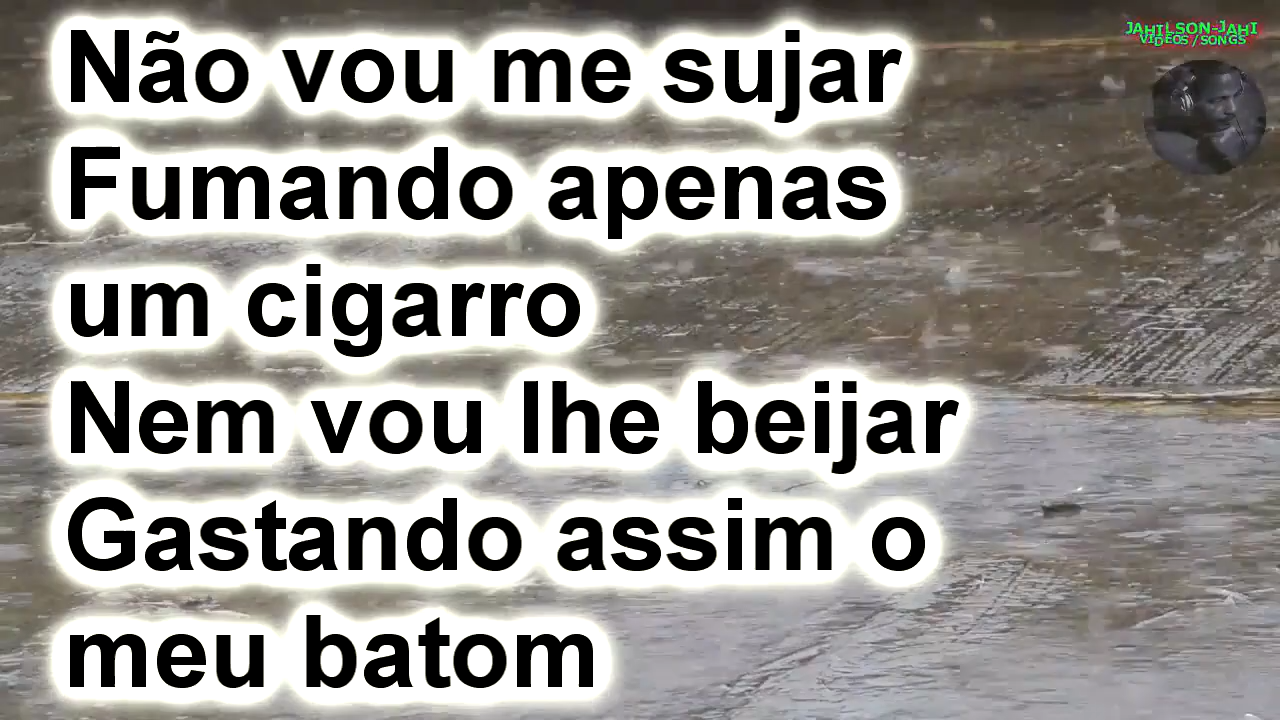 Não vou me sujar
Fumando apenas
um cigarro
Nem vou lhe beijar
Gastando assim o
meu batom
JAHILSON-JAHI
VIDEOS / SONGS